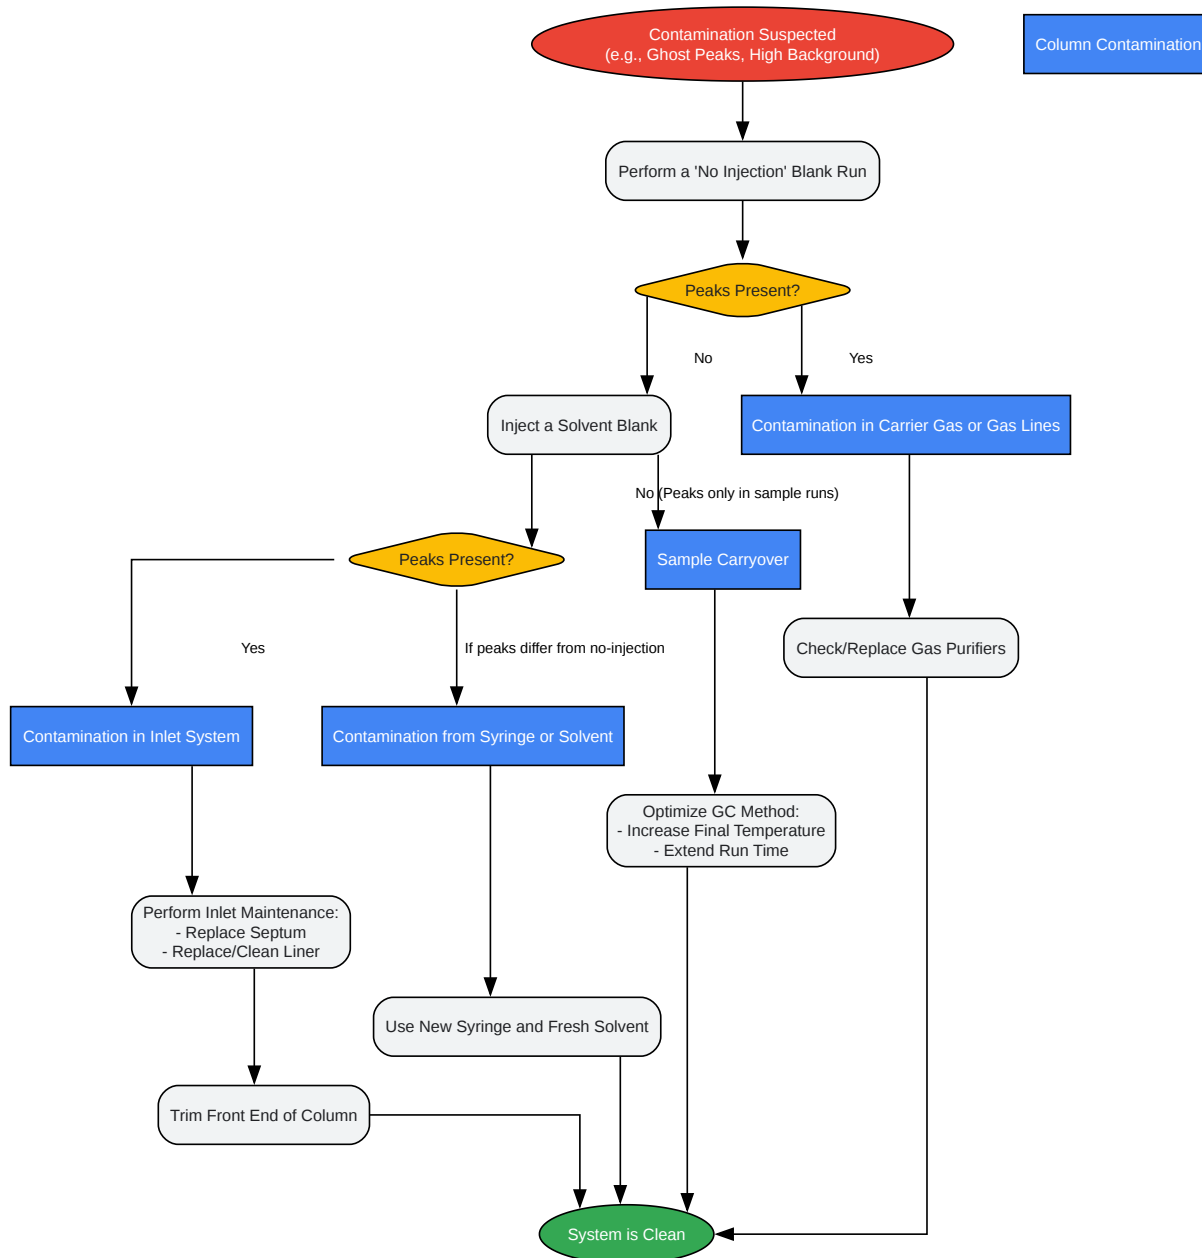 Contamination Suspected
(e.g., Ghost Peaks, High Background)
Column Contamination
Perform a 'No Injection' Blank Run
Peaks Present?
No
Yes
Inject a Solvent Blank
Contamination in Carrier Gas or Gas Lines
No (Peaks only in sample runs)
Peaks Present?
Sample Carryover
Yes
If peaks differ from no-injection
Check/Replace Gas Purifiers
Contamination in Inlet System
Contamination from Syringe or Solvent
Optimize GC Method:
- Increase Final Temperature
- Extend Run Time
Perform Inlet Maintenance:
- Replace Septum
- Replace/Clean Liner
Use New Syringe and Fresh Solvent
Trim Front End of Column
System is Clean